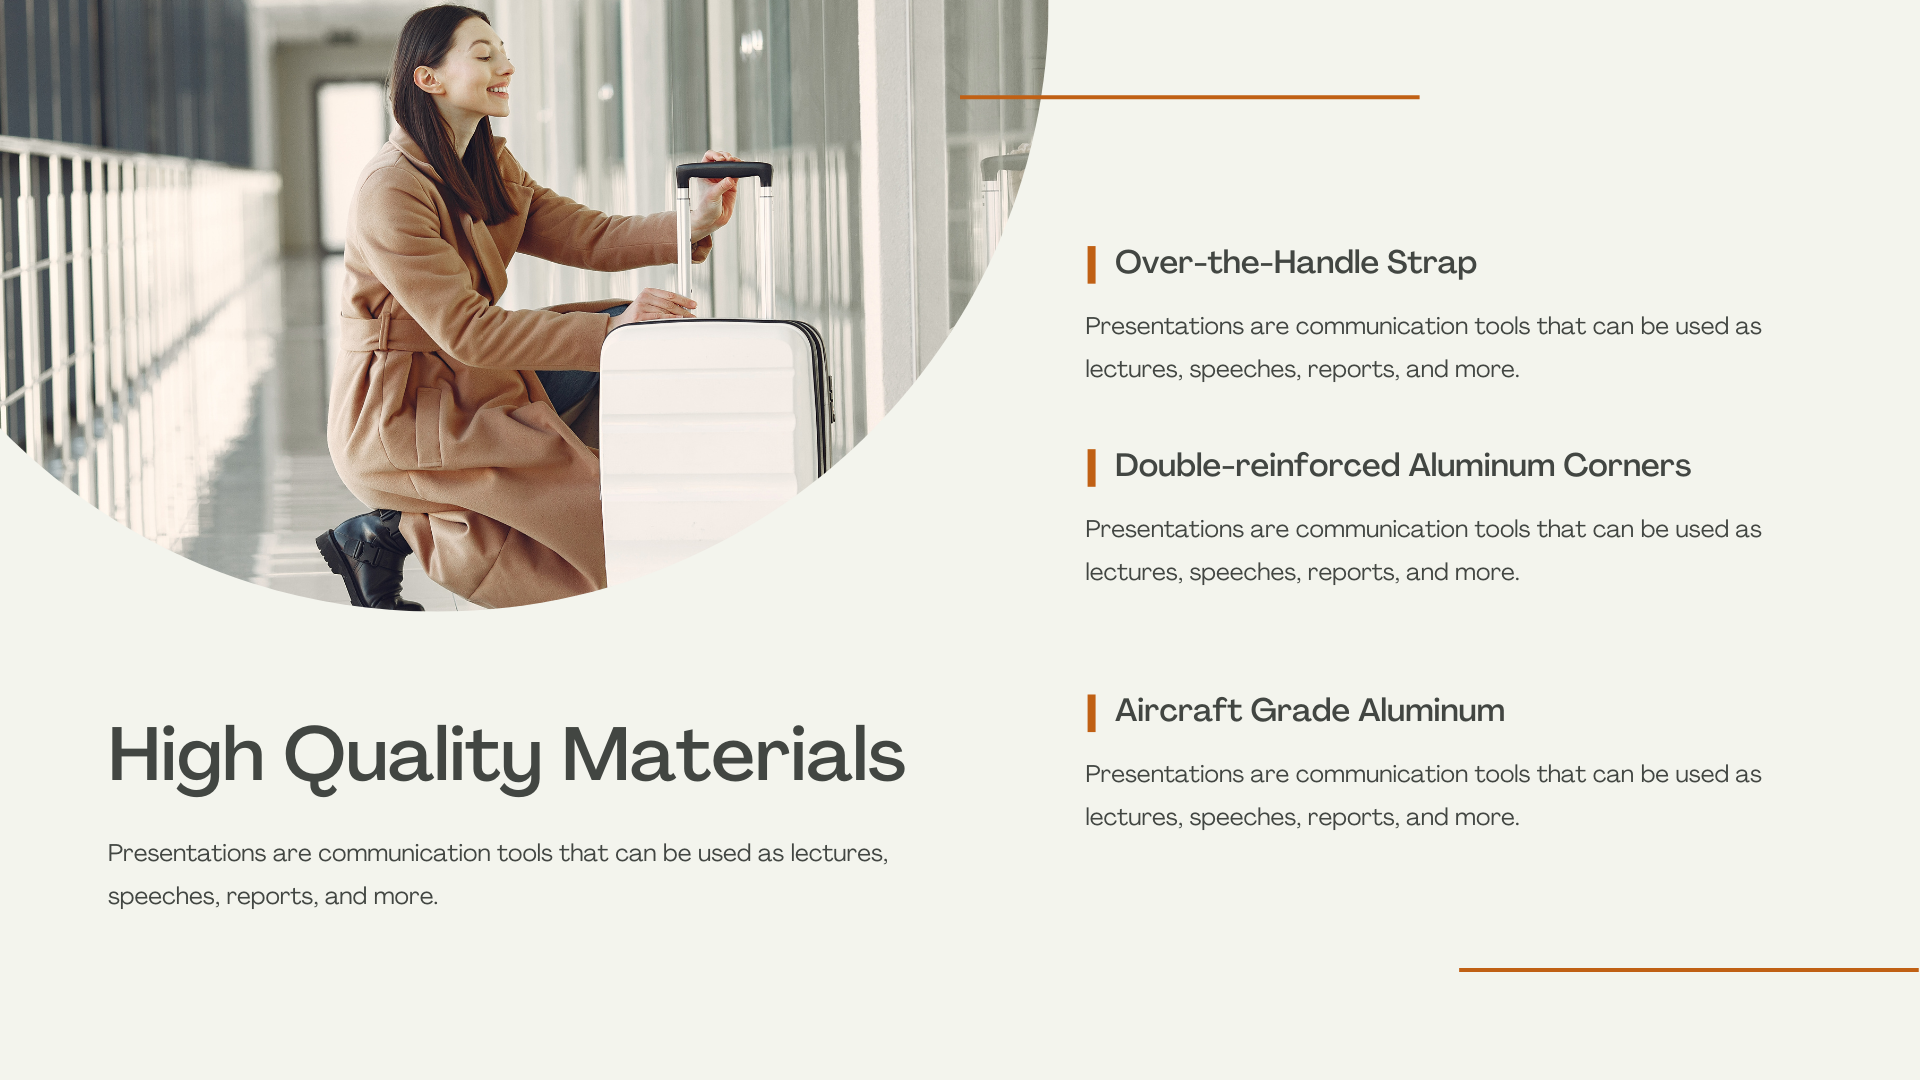 High Quality Materials
Presentations are communication tools that can be used as lectures,
speeches, reports, and more.
Over-the-Handle Strap
Presentations are communication tools that can be used as
lectures, speeches, reports, and more.
Double-reinforced Aluminum Corners
Presentations are communication tools that can be used as
lectures, speeches, reports, and more.
Aircraft Grade Aluminum
Presentations are communication tools that can be used as
lectures, speeches, reports, and more.